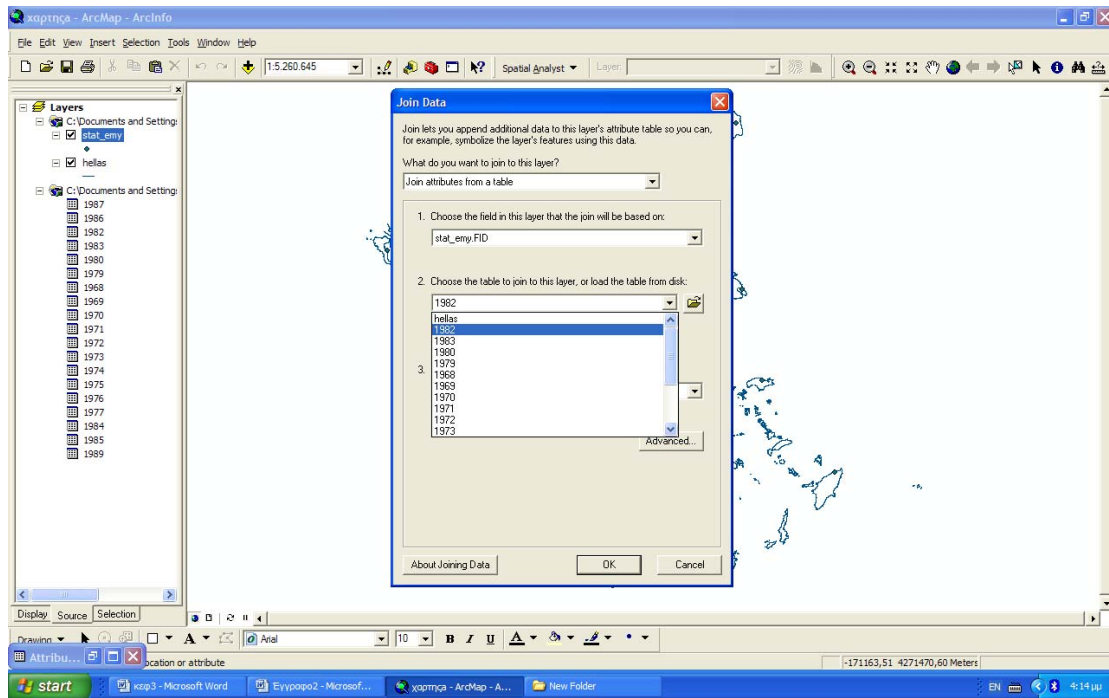 χαρτηςα - ArcMap - ArcInfo
File Edit View Insert Selection Tools Window Help
1:5.260.645 Spatial Analyst Layer:
Layers
C:\Documents and Setting:
stat_emy
hellas
C:\Documents and Setting:
1987
1986
1982
1983
1980
1979
1968
1969
1970
1971
1972
1973
1974
1975
1976
1977
1984
1985
1989
Display Source Selection
Join Data
Join lets you append additional data to this layer's attribute table so you can,
for example, symbolize the layer's features using this data.
What do you want to join to this layer?
Join attributes from a table
1. Choose the field in this layer that the join will be based on:
stat_emy.FID
2. Choose the table to join to this layer, or load the table from disk:
1982
hellas
1982
1983
1980
1979
1968
1969
1970
1971
1972
1973
3.
Advanced...
About Joining Data OK Cancel
Drawing A Arial 10 B I U A
Attribu... ocation or attribute -171163,51 4271470,60 Meters
start κεφ3 - Microsoft Word Έγγραφο2 - Microsof... χαρτηςα - ArcMap - A... New Folder EN 4:14 μμ